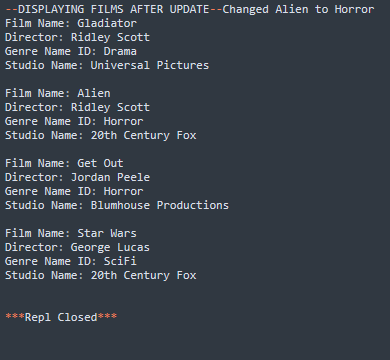 --DISPLAYING FILMS AFTER UPDATE--Changed Alien to Horror
Film Name: Gladiator
Director: Ridley Scott
Genre Name ID: Drama
Studio Name: Universal Pictures

Film Name: Alien
Director: Ridley Scott
Genre Name ID: Horror
Studio Name: 20th Century Fox

Film Name: Get Out
Director: Jordan Peele
Genre Name ID: Horror
Studio Name: Blumhouse Productions

Film Name: Star Wars
Director: George Lucas
Genre Name ID: SciFi
Studio Name: 20th Century Fox

***Repl Closed***